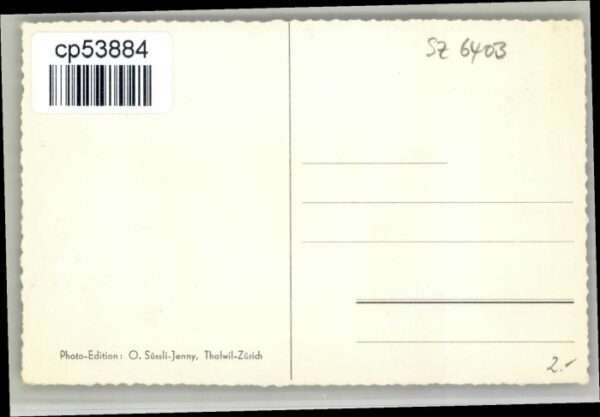 cp53884
SZ 6403
Photo-Edition: O. Süssli-Jenny, Thalwil-Zürich
2.-